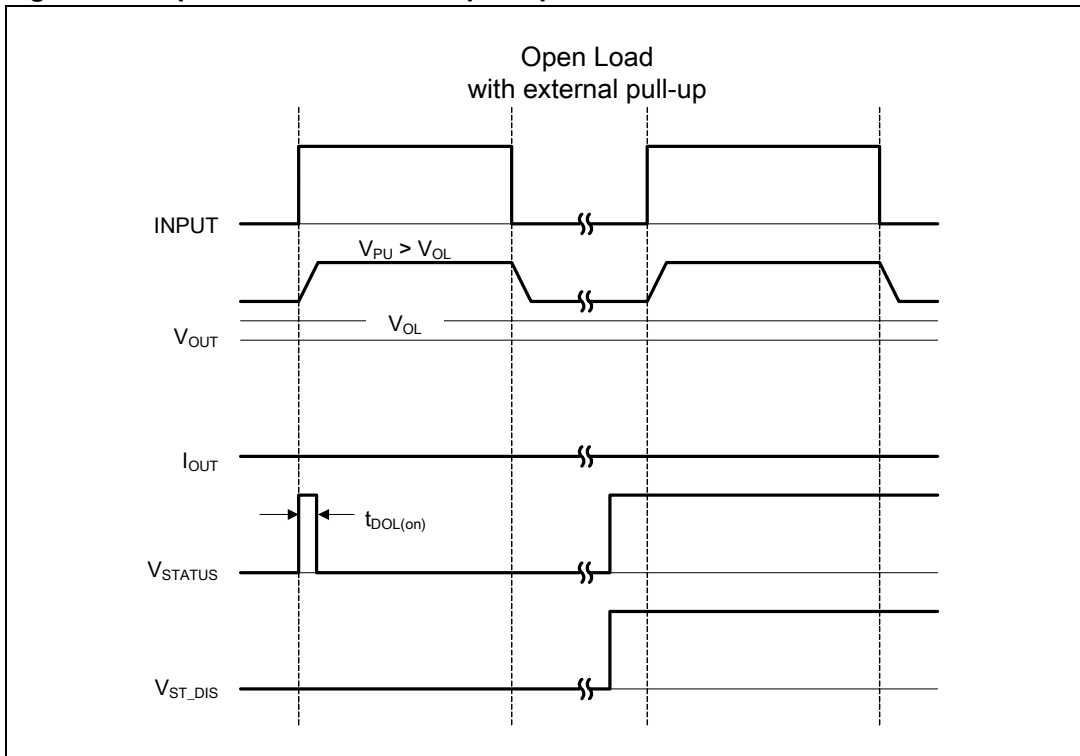 Open Load
with external pull-up
INPUT
V_PU > V_OL
V_OL
V_OUT
I_OUT
t_DOL(on)
V_STATUS
V_ST_DIS